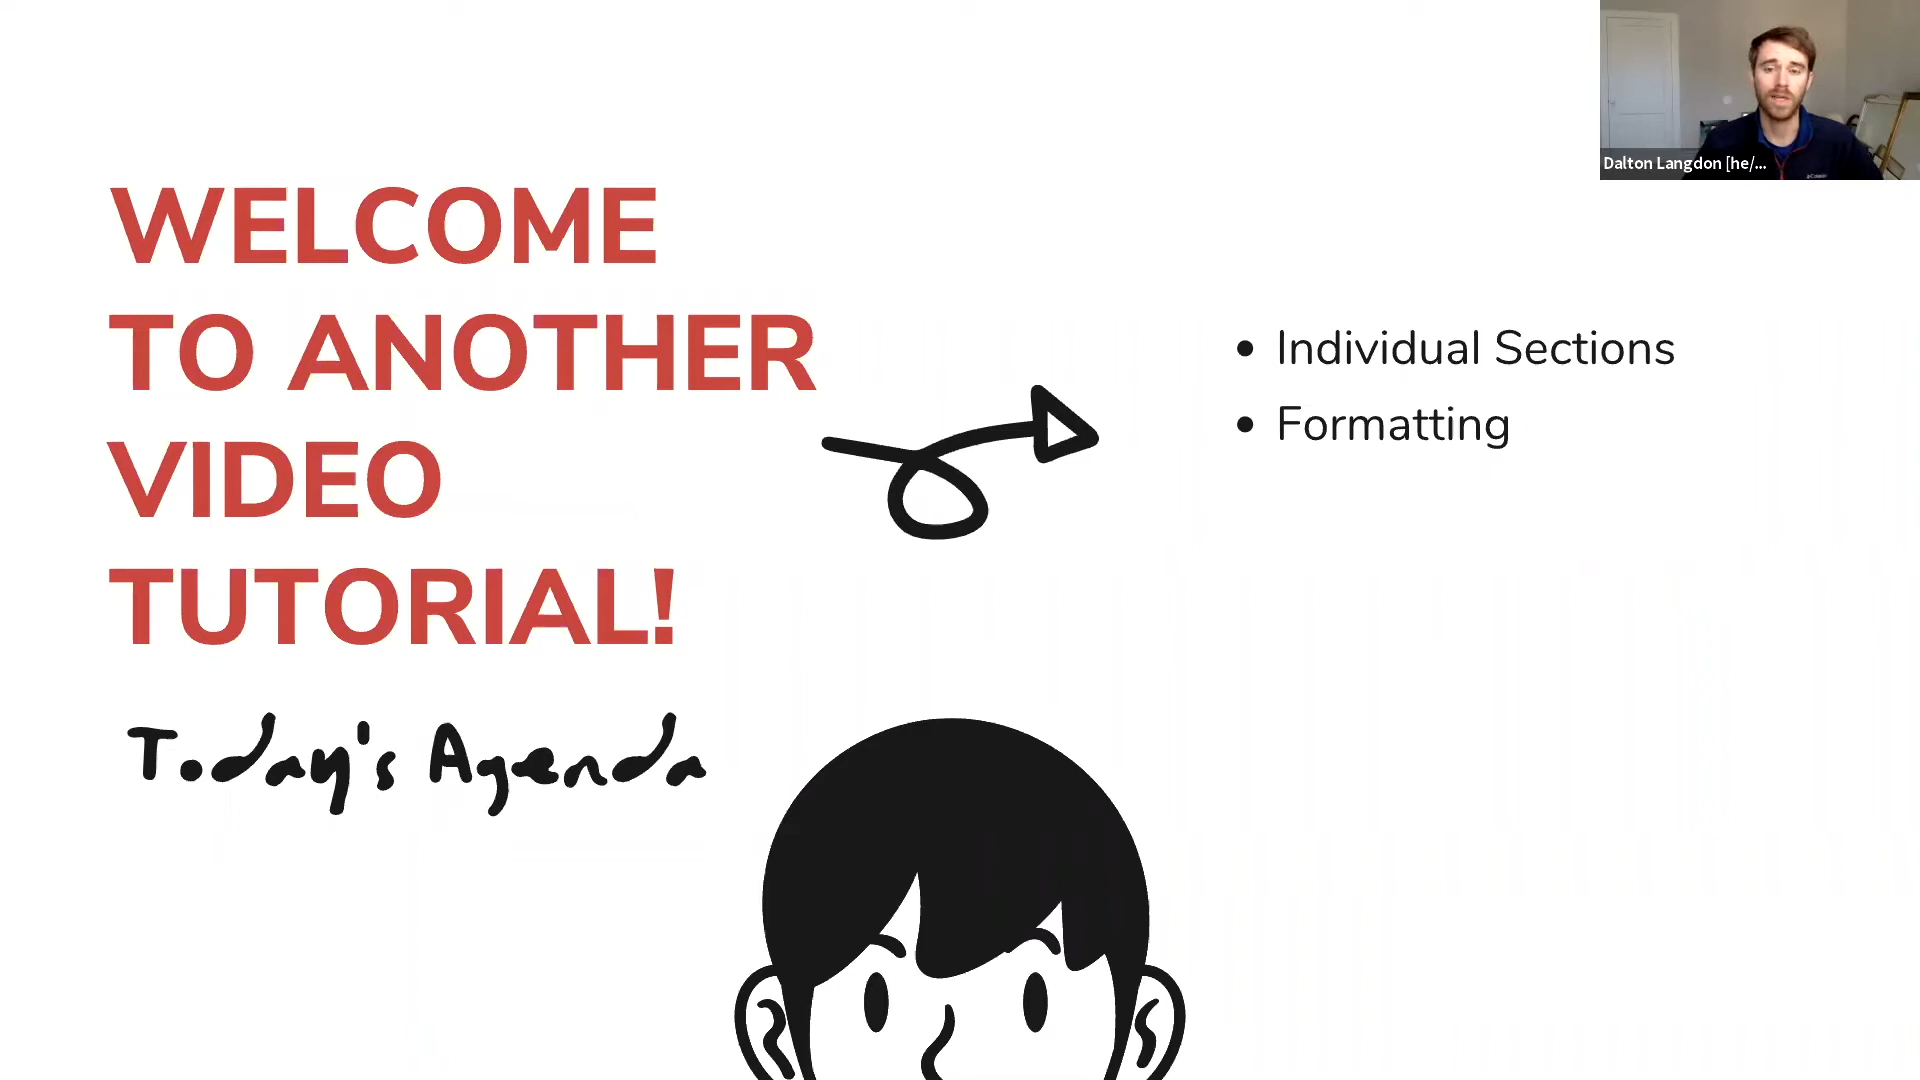 WELCOME
TO ANOTHER
VIDEO
TUTORIAL!
Today's Agenda
• Individual Sections
• Formatting
Dalton Langdon [he/...